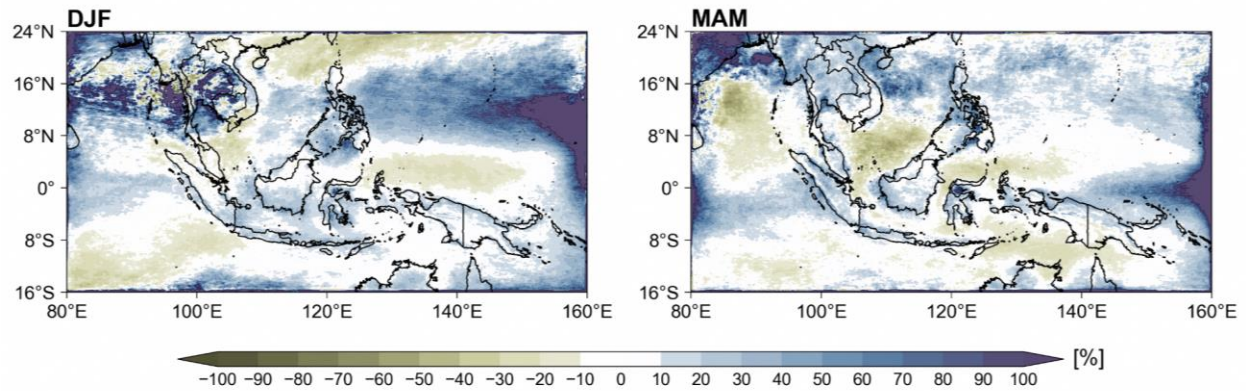 DJF MAM
24°N 24°N
16°N 16°N
8°N 8°N
0° 0°
8°S 8°S
16°S 16°S
80°E 100°E 120°E 140°E 160°E 80°E 100°E 120°E 140°E 160°E
[%]
−100 −90 −80 −70 −60 −50 −40 −30 −20 −10 0 10 20 30 40 50 60 70 80 90 100